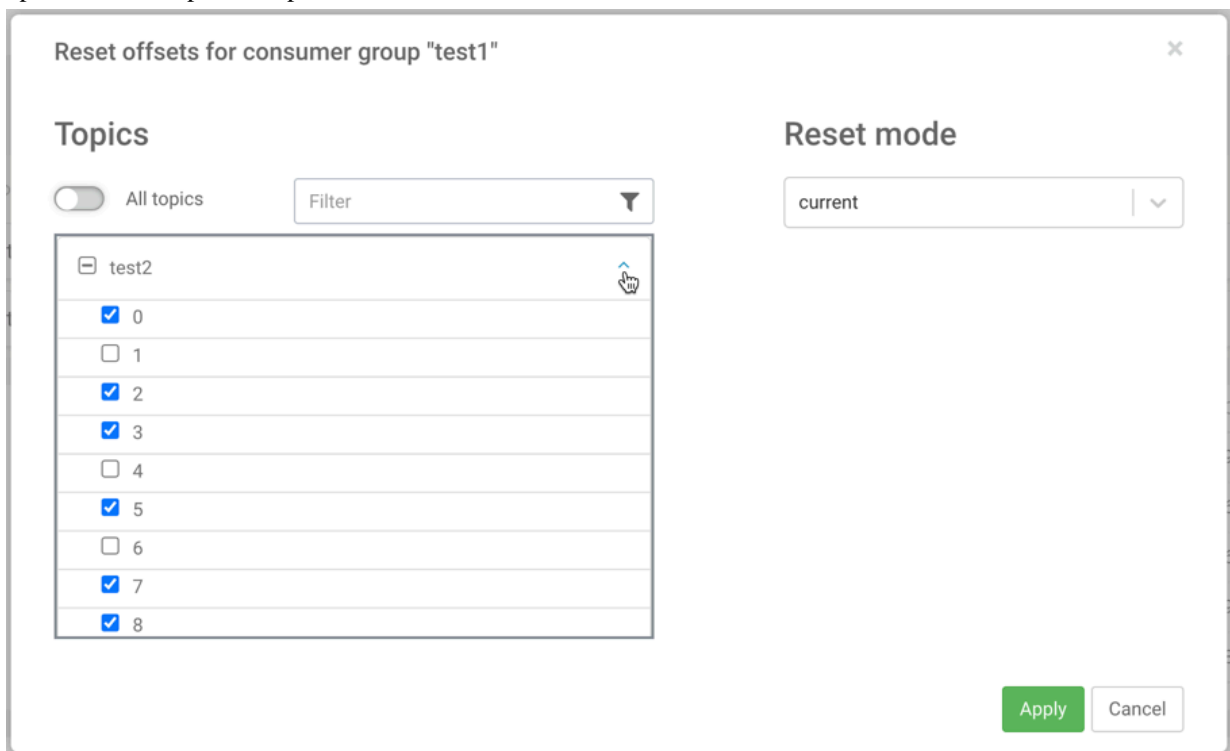 Reset offsets for consumer group "test1"
Topics
Reset mode
All topics
Filter
current
test2
0
1
2
3
4
5
6
7
8
Apply
Cancel